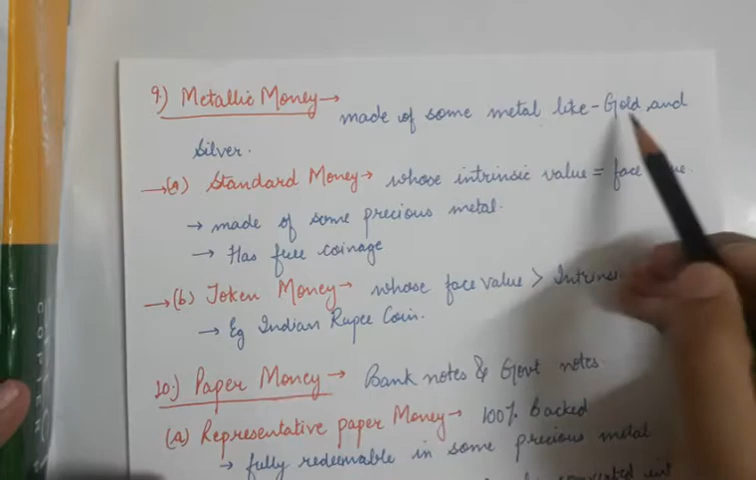 9.) Metallic Money → made of some metal like - Gold and
Silver.
→ (a) Standard Money → whose intrinsic value = face
→ made of some precious metal.
→ Has full coinage
→ (b) Token Money → whose face value >
→ Eg Indian Rupee Coin.
10.) Paper Money → Bank notes & Govt notes.
(a) Representative paper Money → 100% Backed
→ fully redeemable in some precious metal
COPIER